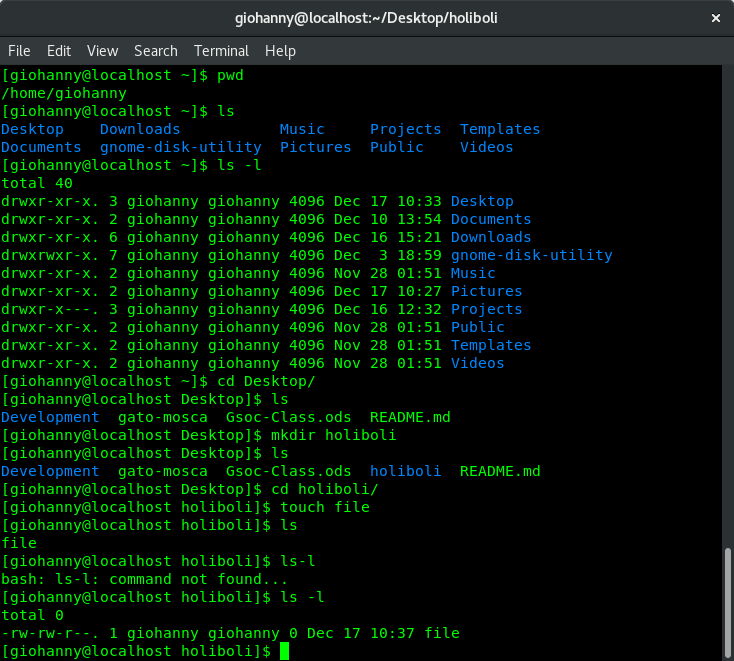 giohanny@localhost:~/Desktop/holiboli
File Edit View Search Terminal Help
[giohanny@localhost ~]$ pwd
/home/giohanny
[giohanny@localhost ~]$ ls
Desktop    Downloads           Music     Projects  Templates
Documents  gnome-disk-utility  Pictures  Public    Videos
[giohanny@localhost ~]$ ls -l
total 40
drwxr-xr-x. 3 giohanny giohanny 4096 Dec 17 10:33 Desktop
drwxr-xr-x. 2 giohanny giohanny 4096 Dec 10 13:54 Documents
drwxr-xr-x. 6 giohanny giohanny 4096 Dec 16 15:21 Downloads
drwxrwxr-x. 7 giohanny giohanny 4096 Dec  3 18:59 gnome-disk-utility
drwxr-xr-x. 2 giohanny giohanny 4096 Nov 28 01:51 Music
drwxr-xr-x. 2 giohanny giohanny 4096 Dec 17 10:27 Pictures
drwxr-x---. 3 giohanny giohanny 4096 Dec 16 12:32 Projects
drwxr-xr-x. 2 giohanny giohanny 4096 Nov 28 01:51 Public
drwxr-xr-x. 2 giohanny giohanny 4096 Nov 28 01:51 Templates
drwxr-xr-x. 2 giohanny giohanny 4096 Nov 28 01:51 Videos
[giohanny@localhost ~]$ cd Desktop/
[giohanny@localhost Desktop]$ ls
Development  gato-mosca  Gsoc-Class.ods  README.md
[giohanny@localhost Desktop]$ mkdir holiboli
[giohanny@localhost Desktop]$ ls
Development  gato-mosca  Gsoc-Class.ods  holiboli  README.md
[giohanny@localhost Desktop]$ cd holiboli/
[giohanny@localhost holiboli]$ touch file
[giohanny@localhost holiboli]$ ls
file
[giohanny@localhost holiboli]$ ls-l
bash: ls-l: command not found...
[giohanny@localhost holiboli]$ ls -l
total 0
-rw-rw-r--. 1 giohanny giohanny 0 Dec 17 10:37 file
[giohanny@localhost holiboli]$